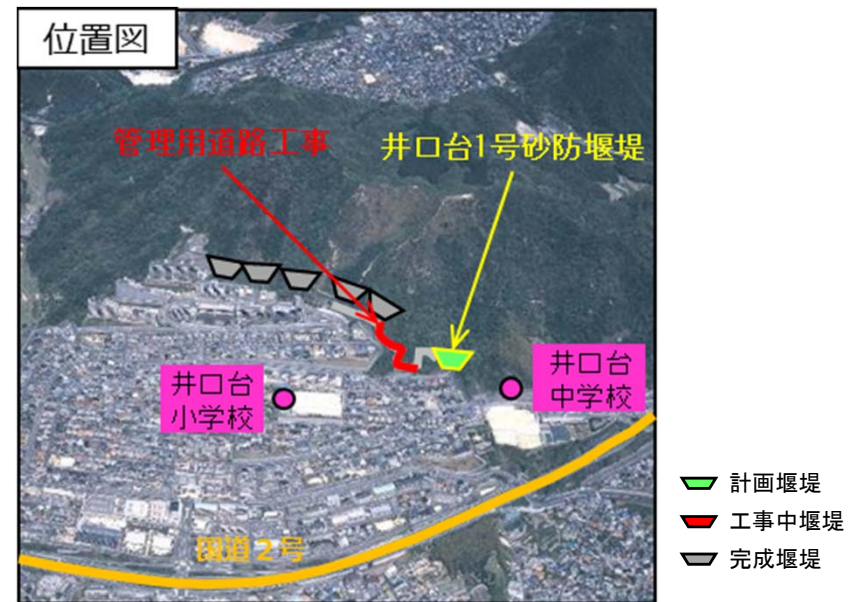 位置図
管理用道路工事
井口台1号砂防堰堤
井口台
小学校
井口台
中学校
国道2号
計画堰堤
工事中堰堤
完成堰堤